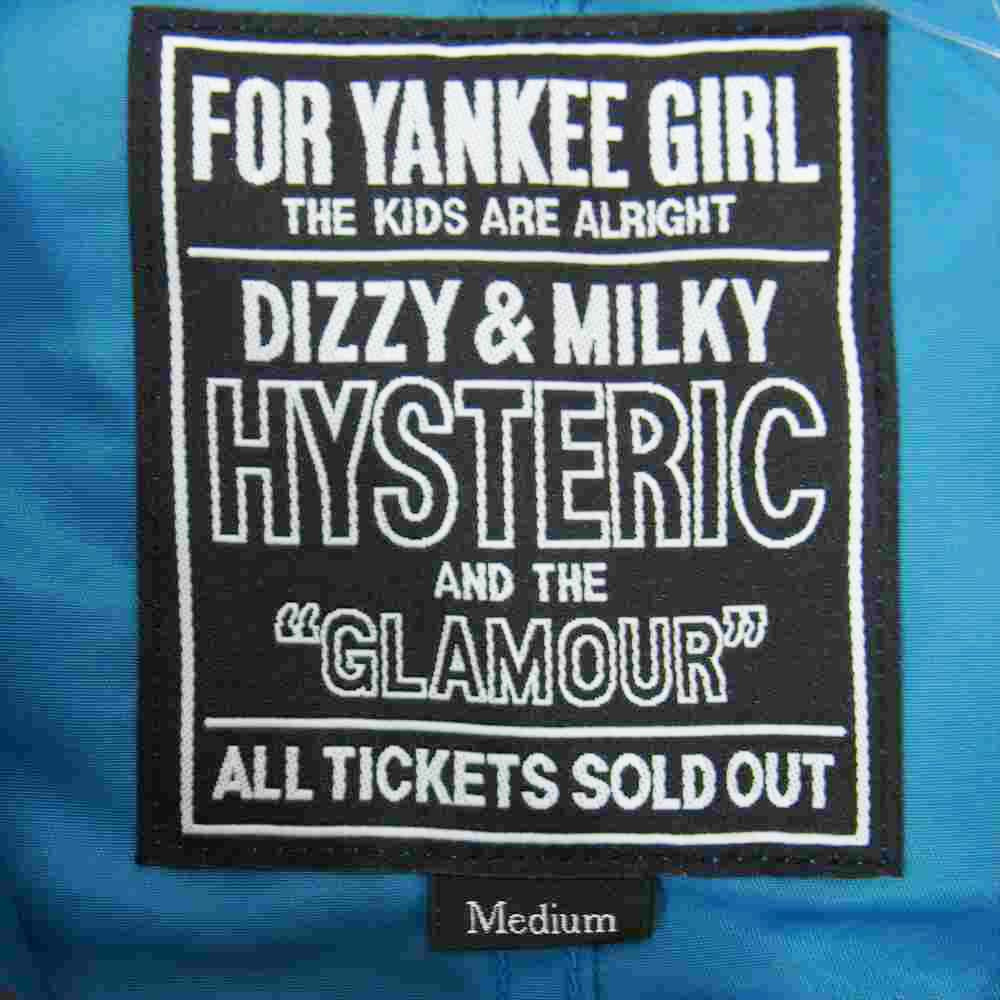 FOR YANKEE GIRL
THE KIDS ARE ALRIGHT
DIZZY & MILKY
HYSTERIC
AND THE
“GLAMOUR”
ALL TICKETS SOLD OUT
Medium